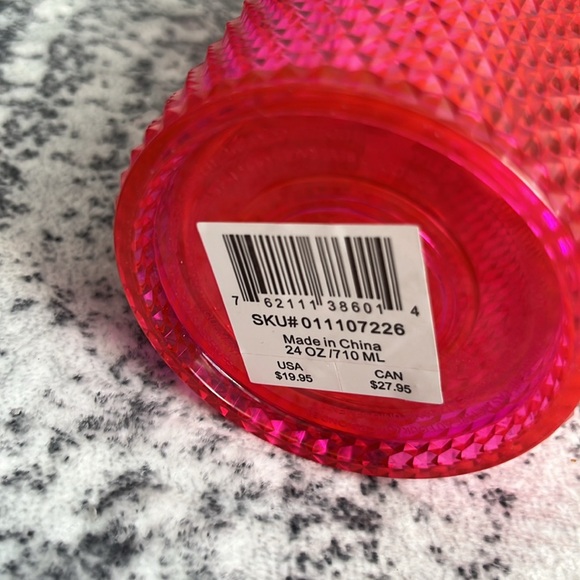 7 62111 38601 4
SKU# 011107226
Made in China
24 OZ /710 ML
USA CAN
$19.95 $27.95